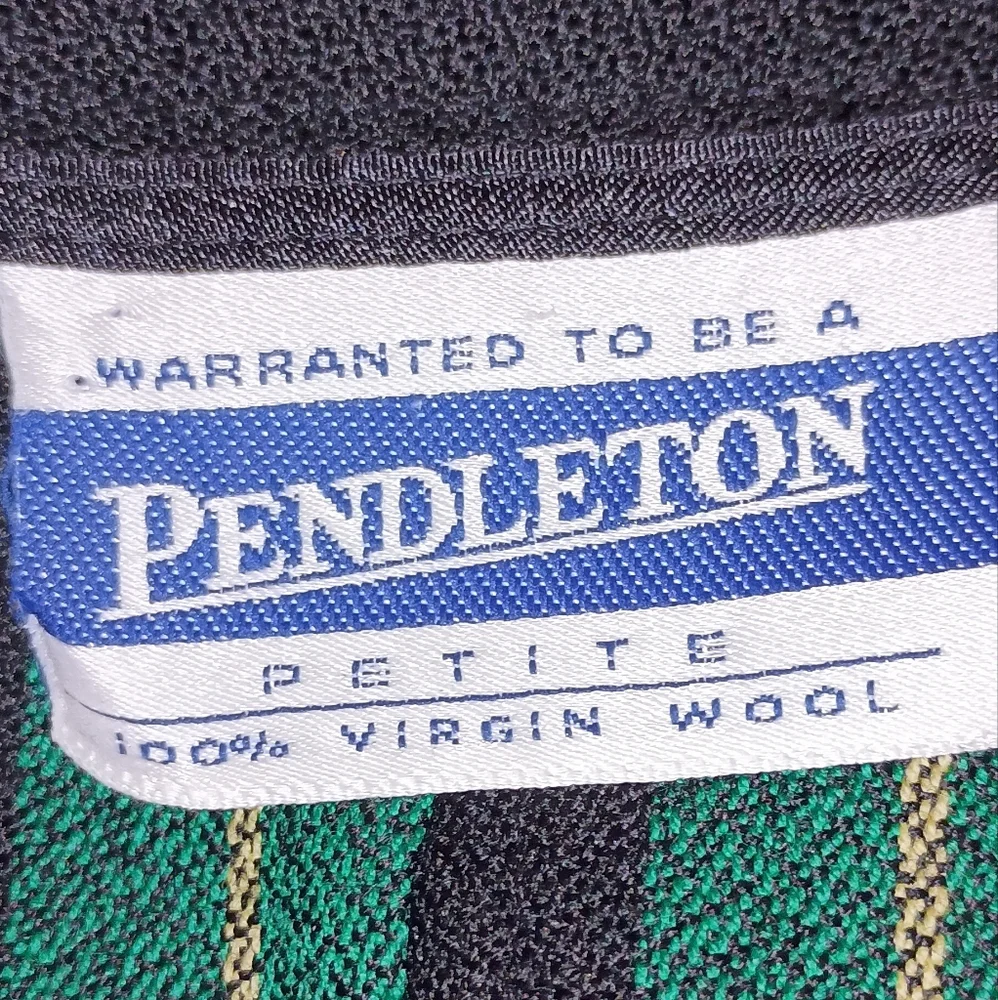 WARRANTED TO BE A
PENDLETON
PETITE
100% VIRGIN WOOL